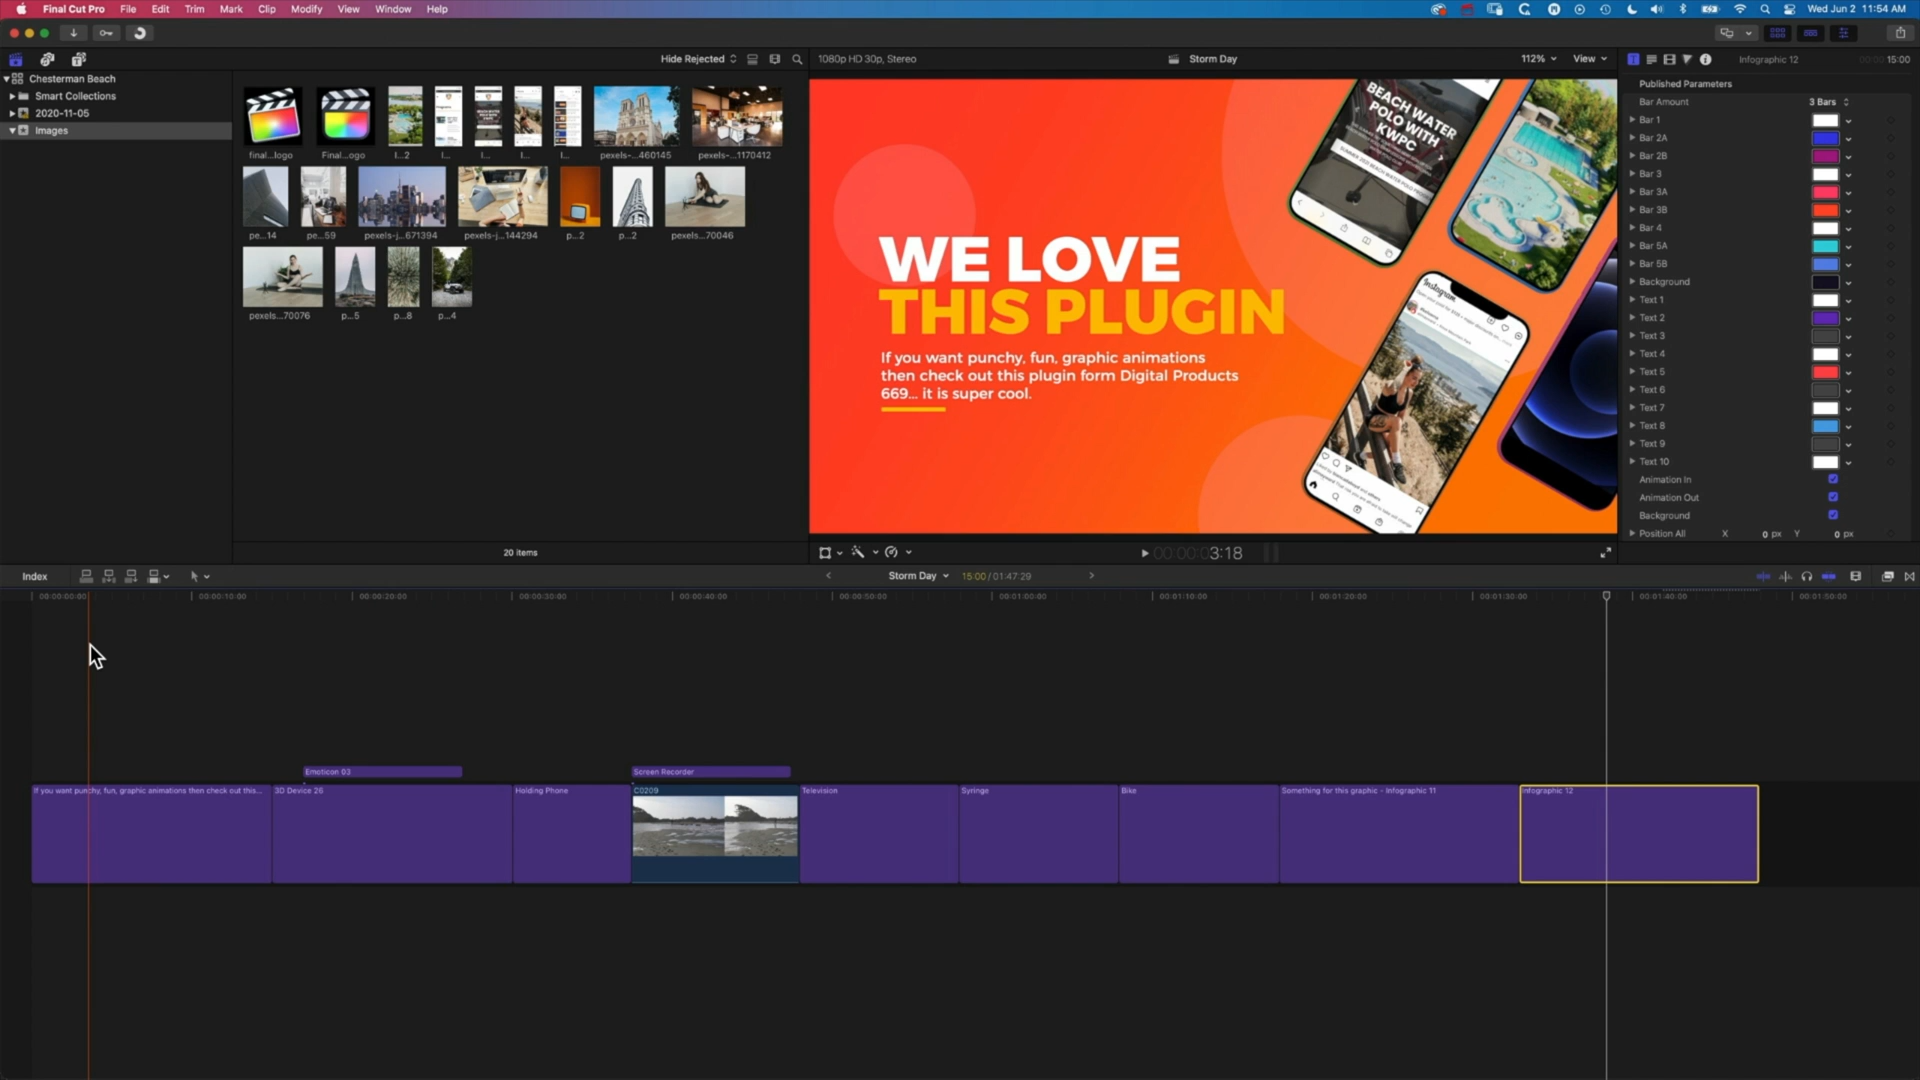 Final Cut Pro File Edit Trim Mark Clip Modify View Window Help Wed Jun 2 11:54 AM
Hide Rejected 1080p HD 30p, Stereo Storm Day 112% View Infographic 12 15:00
Chesterman Beach
Smart Collections
2020-11-05
Images
final...logo Final...ogo I...2 I... I... I... I... pexels-...460145 pexels-...1170412
pe...14 pe...59 pexels-j...671394 pexels-j...144294 p...2 p...2 pexels...70046
pexels...70076 p...5 p...8 p...4
20 items
WE LOVE
THIS PLUGIN
If you want punchy, fun, graphic animations
then check out this plugin form Digital Products
669... it is super cool.
BEACH WATER
POLO WITH
KWPC
Instagram
00:00:03:18
Published Parameters
Bar Amount 3 Bars
Bar 1
Bar 2A
Bar 2B
Bar 3
Bar 3A
Bar 3B
Bar 4
Bar 5A
Bar 5B
Background
Text 1
Text 2
Text 3
Text 4
Text 5
Text 6
Text 7
Text 8
Text 9
Text 10
Animation In
Animation Out
Background
Position All X 0 px Y 0 px
Index Storm Day 15:00 / 01:47:29
00:00:00:00 00:00:10:00 00:00:20:00 00:00:30:00 00:00:40:00 00:00:50:00 00:01:00:00 00:01:10:00 00:01:20:00 00:01:30:00 00:01:40:00 00:01:50:00
Emoticon 03 Screen Recorder
If you want punchy, fun, graphic animations then check out this... 3D Device 26 Holding Phone C0209 Television Syringe Bike Something for this graphic - Infographic 11 Infographic 12